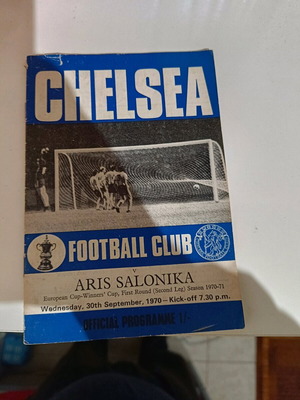 CHELSEA
FOOTBALL CLUB
v
ARIS SALONIKA
European Cup-Winners' Cup, First Round (Second Leg) Season 1970-71
Wednesday, 30th September, 1970 — Kick-off 7.30 p.m.
OFFICIAL PROGRAMME 1/-